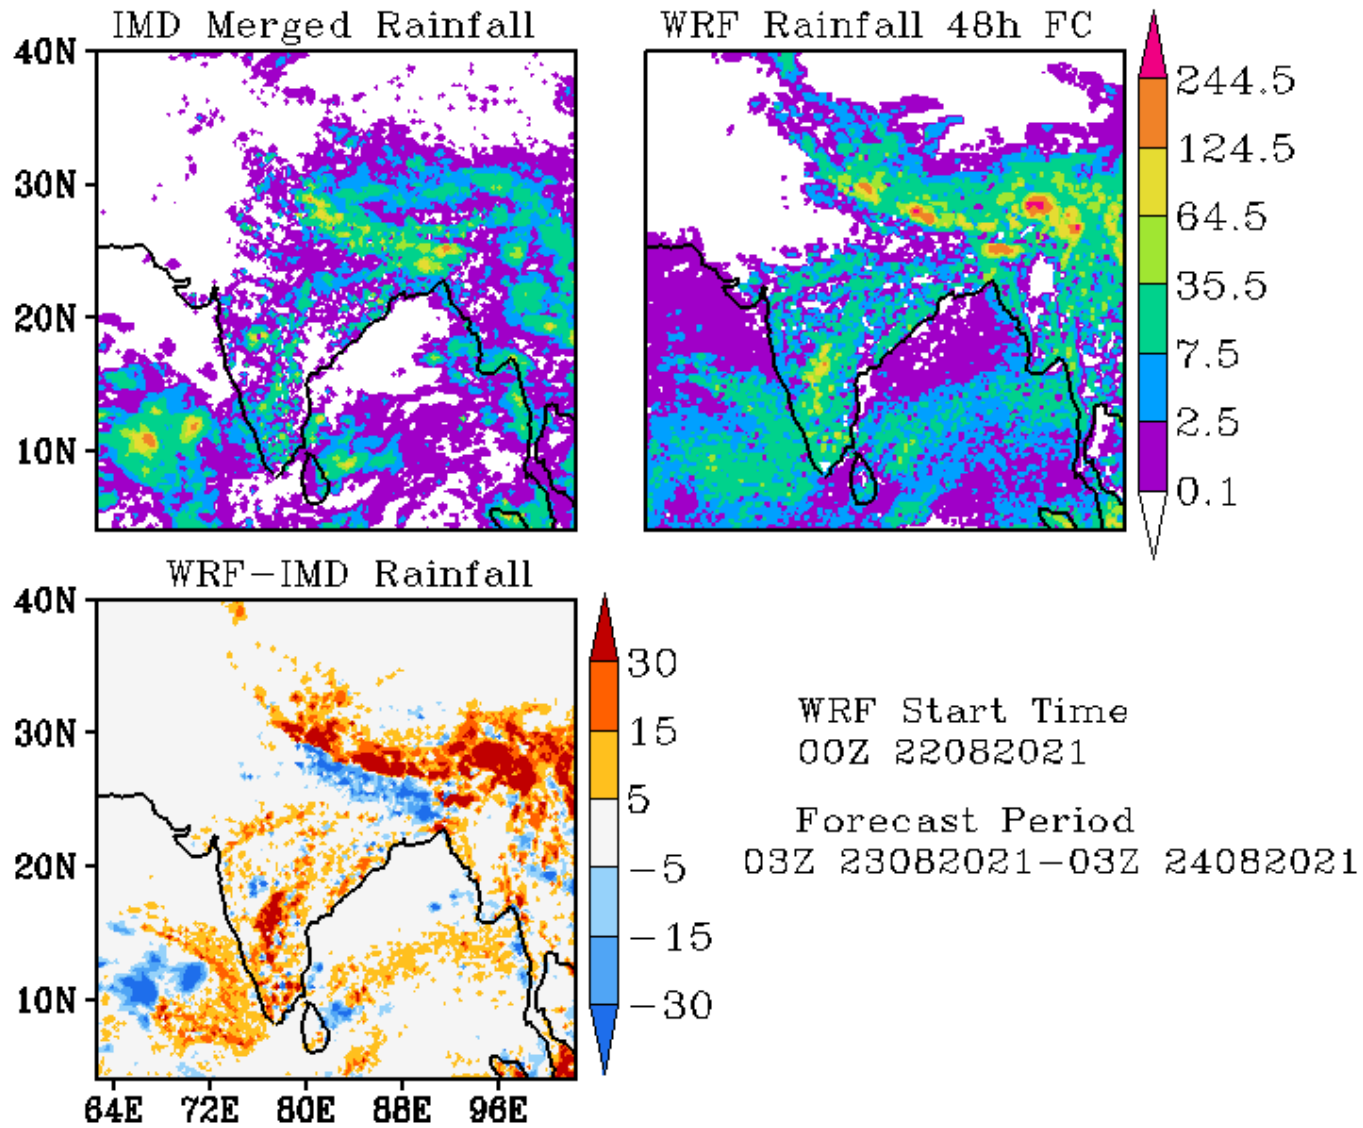 IMD Merged Rainfall
WRF Rainfall 48h FC
40N
30N
20N
10N
244.5
124.5
64.5
35.5
7.5
2.5
0.1
WRF-IMD Rainfall
40N
30N
20N
10N
64E 72E 80E 88E 96E
30
15
5
-5
-15
-30
WRF Start Time
00Z 22082021
Forecast Period
03Z 23082021-03Z 24082021